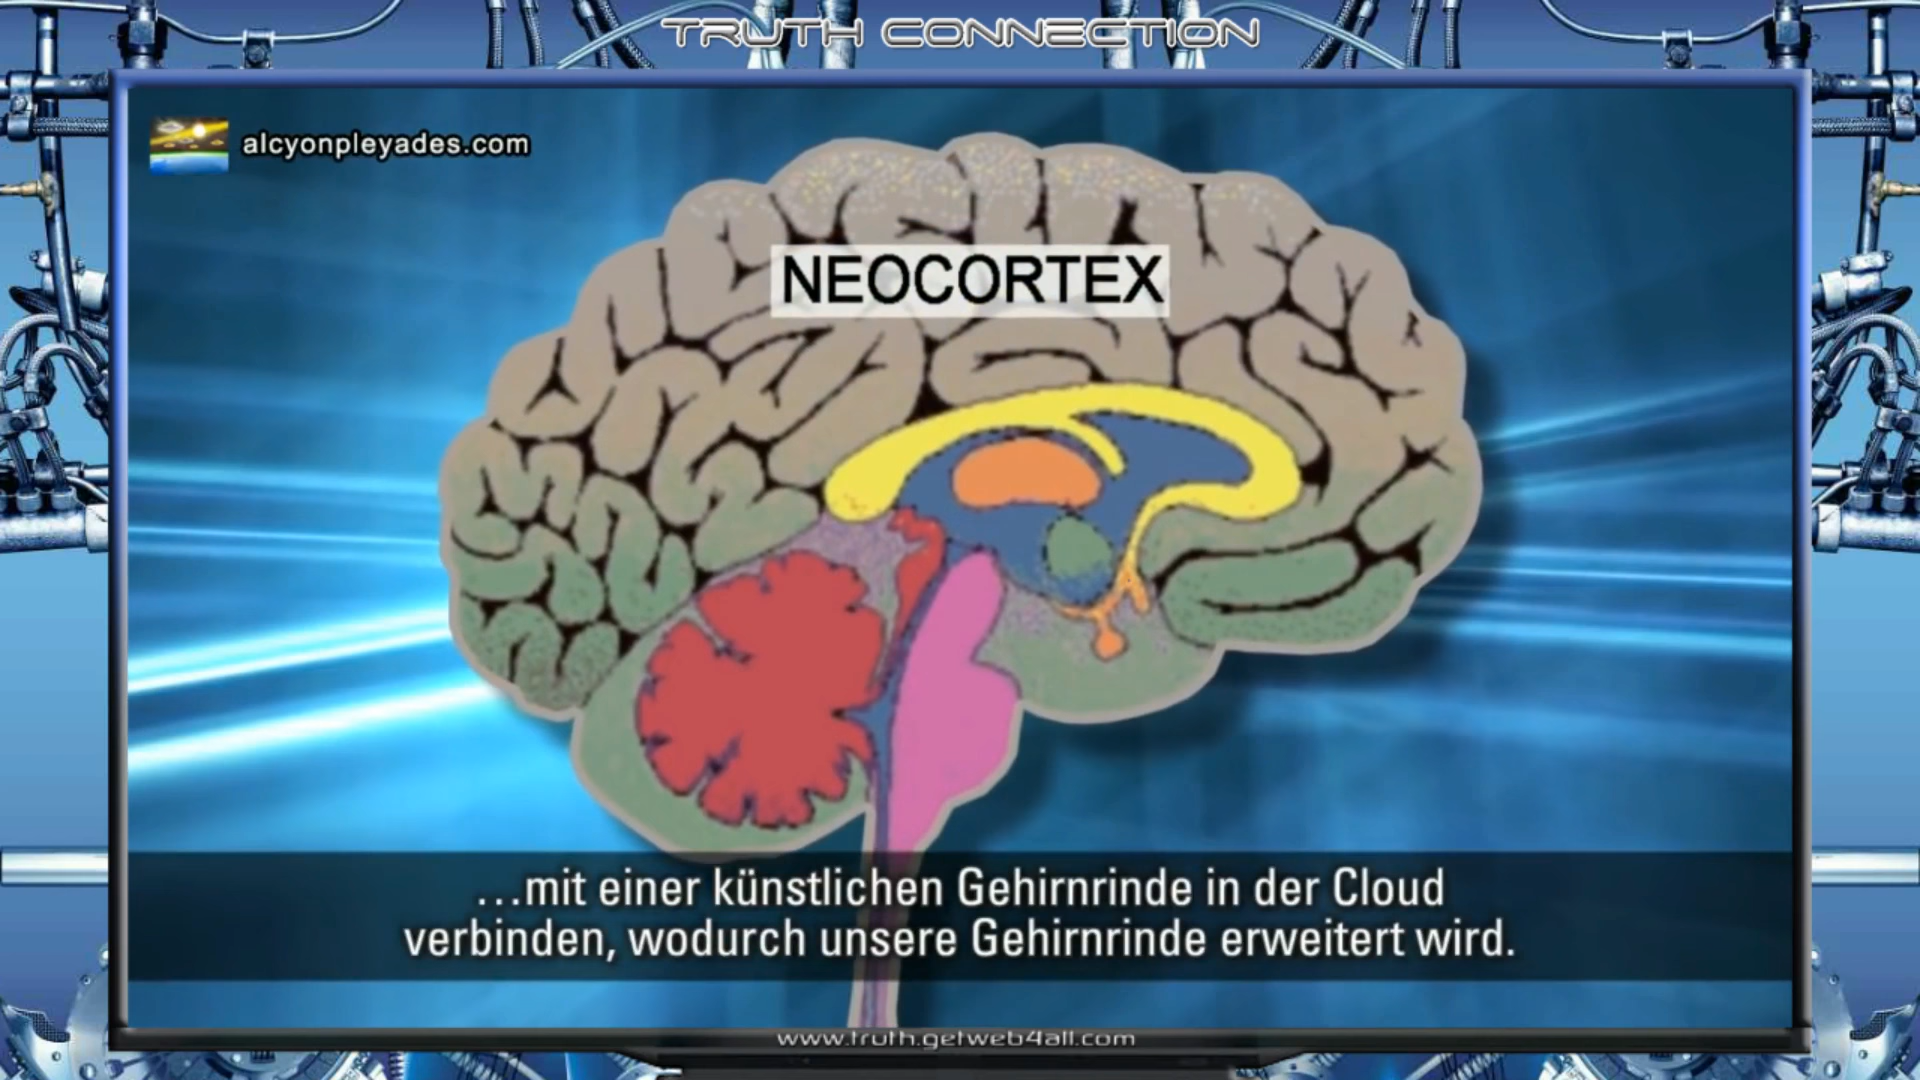 TRUTH CONNECTION
alcyonpleyades.com
NEOCORTEX
...mit einer künstlichen Gehirnrinde in der Cloud
verbinden, wodurch unsere Gehirnrinde erweitert wird.
www.truth.getweb4all.com